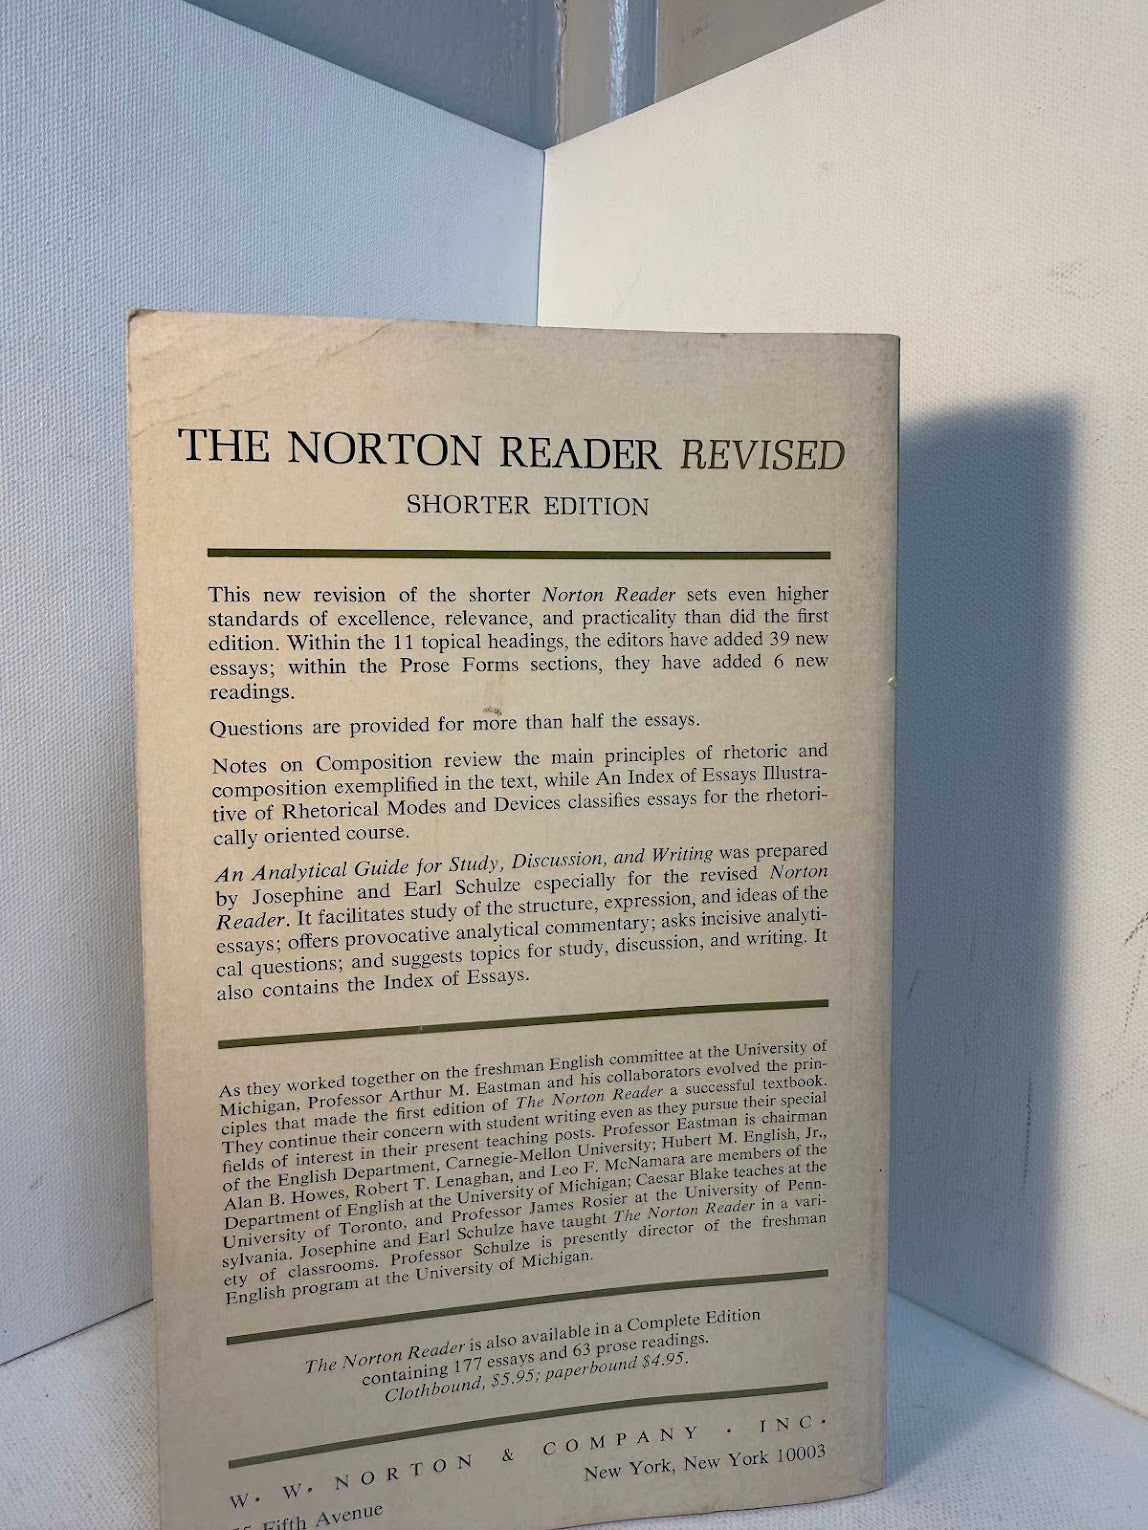 THE NORTON READER REVISED
SHORTER EDITION
This new revision of the shorter Norton Reader sets even higher
standards of excellence, relevance, and practicality than did the first
edition. Within the 11 topical headings, the editors have added 39 new
essays; within the Prose Forms sections, they have added 6 new
readings.
Questions are provided for more than half the essays.
Notes on Composition review the main principles of rhetoric and
composition exemplified in the text, while An Index of Essays Illustra-
tive of Rhetorical Modes and Devices classifies essays for the rhetori-
cally oriented course.
An Analytical Guide for Study, Discussion, and Writing was prepared
by Josephine and Earl Schulze especially for the revised Norton
Reader. It facilitates study of the structure, expression, and ideas of the
essays; offers provocative analytical commentary; asks incisive analyti-
cal questions; and suggests topics for study, discussion, and writing. It
also contains the Index of Essays.
As they worked together on the freshman English committee at the University of
Michigan, Professor Arthur M. Eastman and his collaborators evolved the prin-
ciples that made the first edition of The Norton Reader a successful textbook.
They continue their concern with student writing even as they pursue their special
fields of interest in their present teaching posts. Professor Eastman is chairman
of the English Department, Carnegie-Mellon University; Hubert M. English, Jr.,
Alan B. Howes, Robert T. Lenaghan, and Leo F. McNamara are members of the
Department of English at the University of Michigan; Caesar Blake teaches at the
University of Toronto, and Professor James Rosier at the University of Penn-
sylvania. Josephine and Earl Schulze have taught The Norton Reader in a vari-
ety of classrooms. Professor Schulze is presently director of the freshman
English program at the University of Michigan.
The Norton Reader is also available in a Complete Edition
containing 177 essays and 63 prose readings.
Clothbound, $5.95; paperbound $4.95.
W. W. NORTON & COMPANY · INC.
Fifth Avenue New York, New York 10003